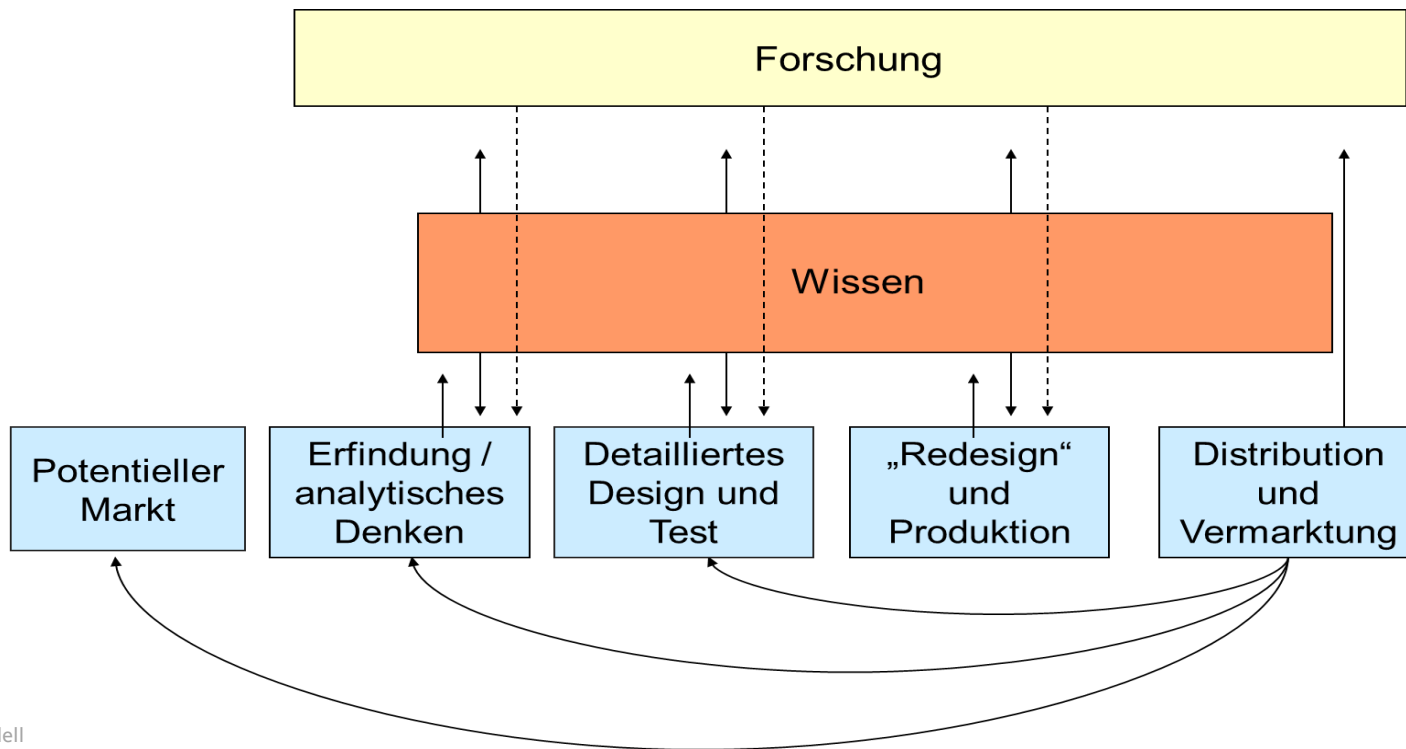 Forschung
Wissen
Potentieller
Markt
Erfindung /
analytisches
Denken
Detailliertes
Design und
Test
„Redesign“
und
Produktion
Distribution
und
Vermarktung